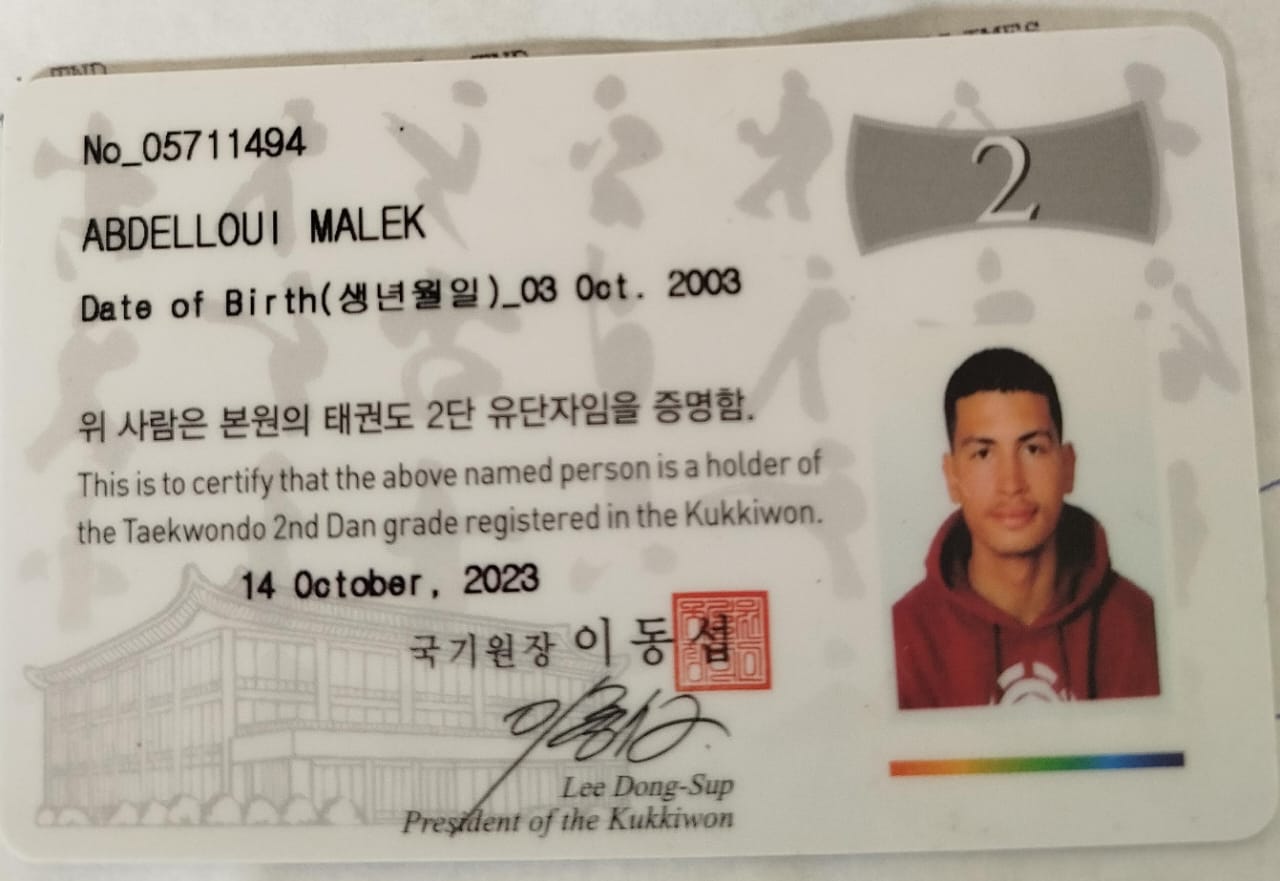 No_05711494
2
ABDELLOUI MALEK
Date of Birth(생년월일)_03 Oct. 2003
위 사람은 본원의 태권도 2단 유단자임을 증명함.
This is to certify that the above named person is a holder of
the Taekwondo 2nd Dan grade registered in the Kukkiwon.
14 October, 2023
국기원장 이동섭
Lee Dong-Sup
President of the Kukkiwon